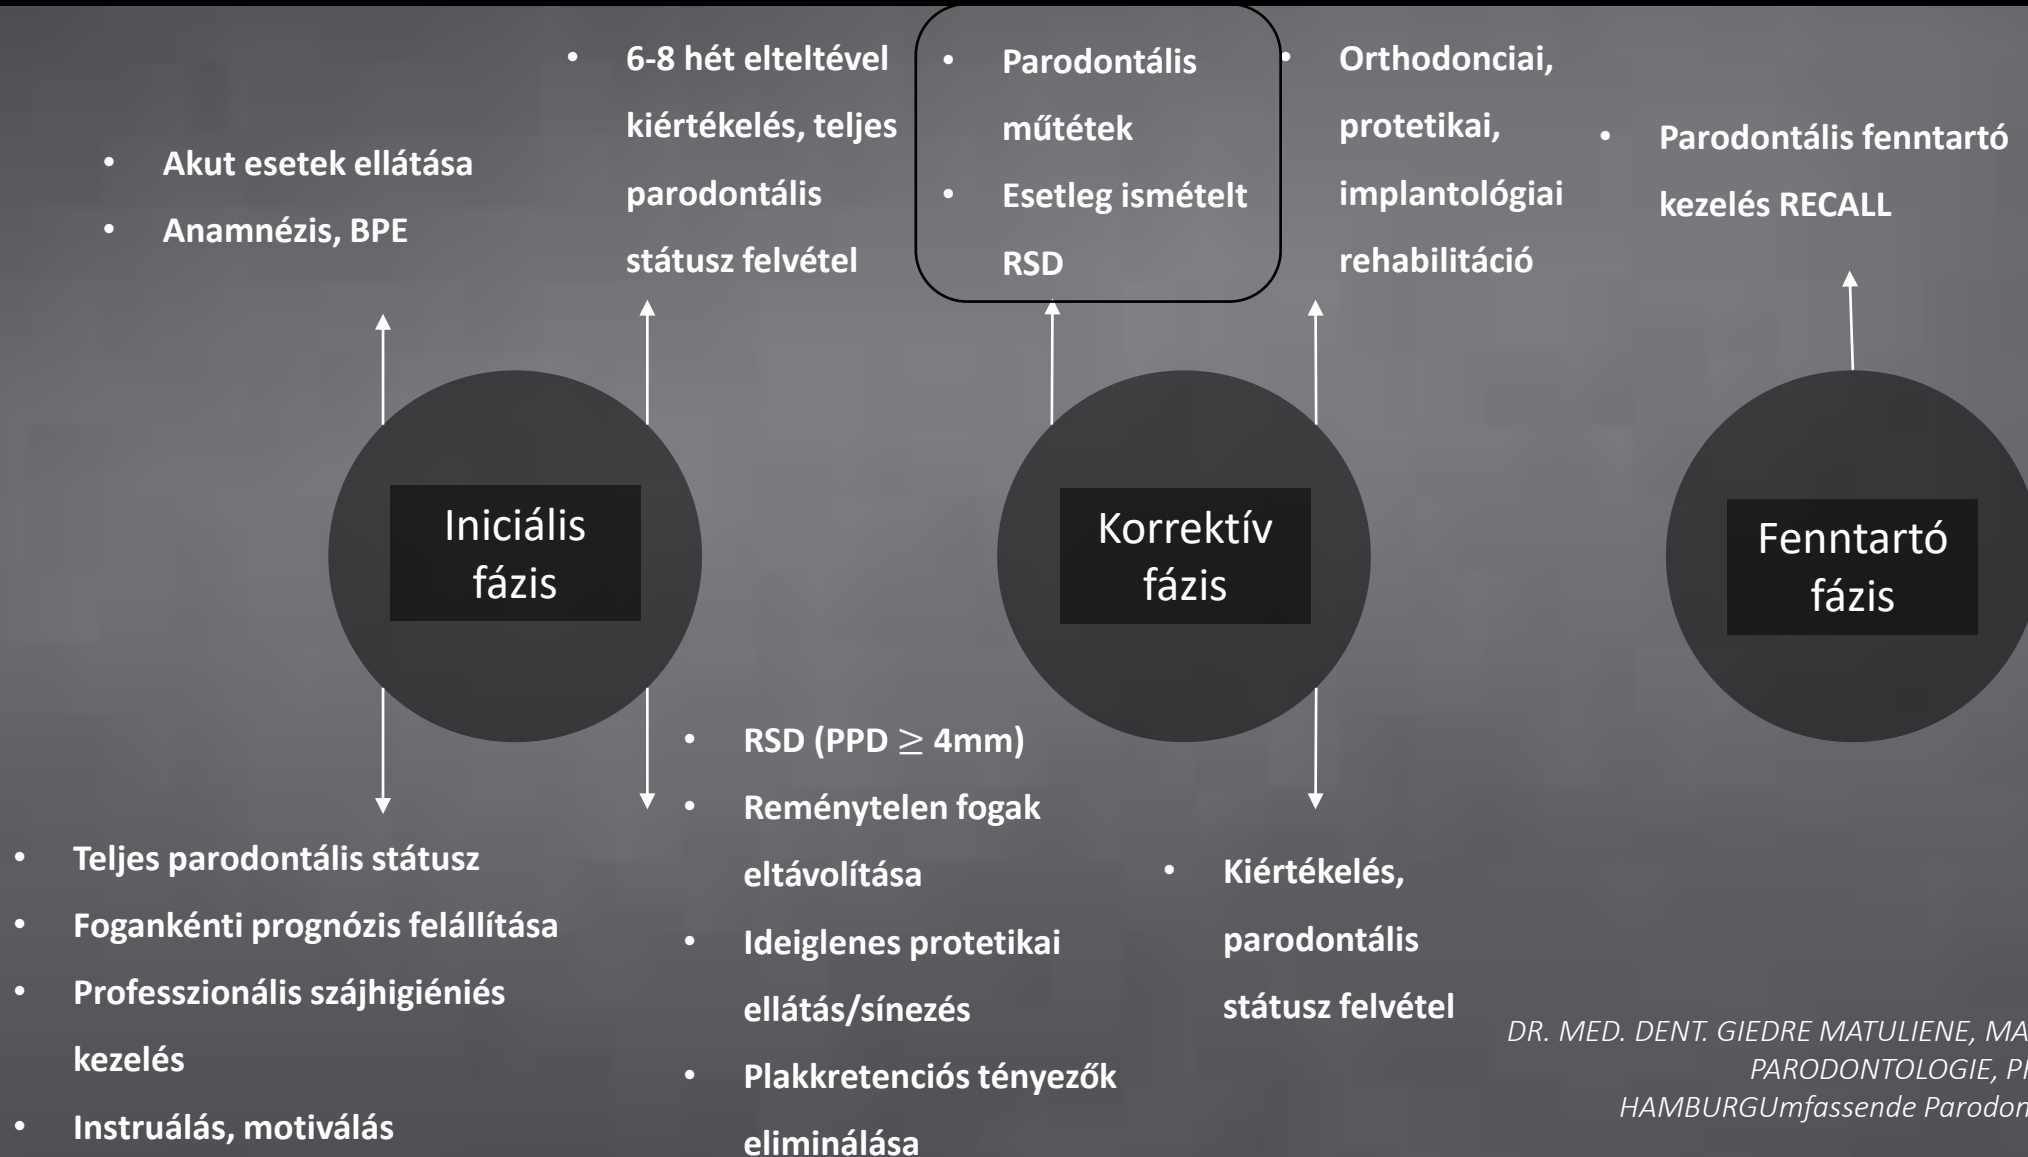 • Akut esetek ellátása
• Anamnézis, BPE
• 6-8 hét elteltével
kiértékelés, teljes
parodontális
státusz felvétel
• Parodontális
műtétek
• Esetleg ismételt
RSD
• Orthodonciai,
protetikai,
implantológiai
rehabilitáció
• Parodontális fenntartó
kezelés RECALL
Iniciális
fázis
Korrektív
fázis
Fenntartó
fázis
• Teljes parodontális státusz
• Fogankénti prognózis felállítása
• Professzionális szájhigiéniés
kezelés
• Instruálás, motiválás
• RSD (PPD ≥ 4mm)
• Reménytelen fogak
eltávolítása
• Ideiglenes protetikai
ellátás/sínezés
• Plakkretenciós tényezők
eliminálása
• Kiértékelés,
parodontális
státusz felvétel
DR. MED. DENT. GIEDRE MATULIENE,
PARODONTOLOGIE,
HAMBURGUmfassende